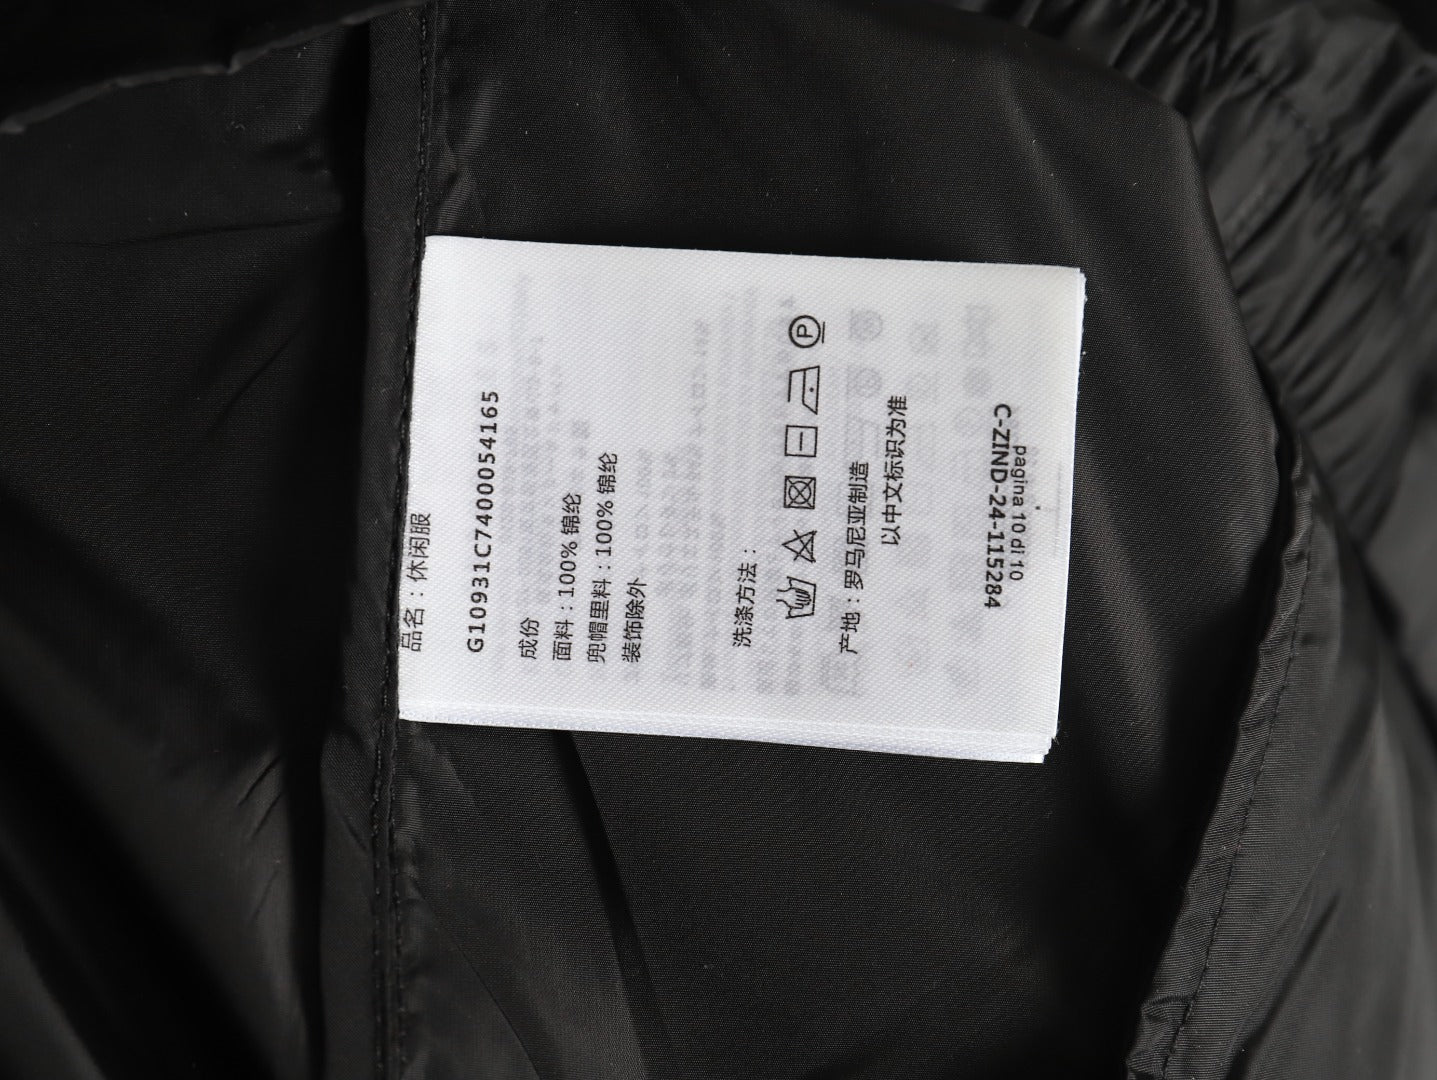 品名：休闲服
G10931C7400054165
成份
面料：100% 锦纶
兜帽里料：100% 锦纶
装饰除外
洗涤方法：
P
产地：罗马尼亚制造
以中文标识为准
C-ZIND-24-115284
pagina 10 di 10